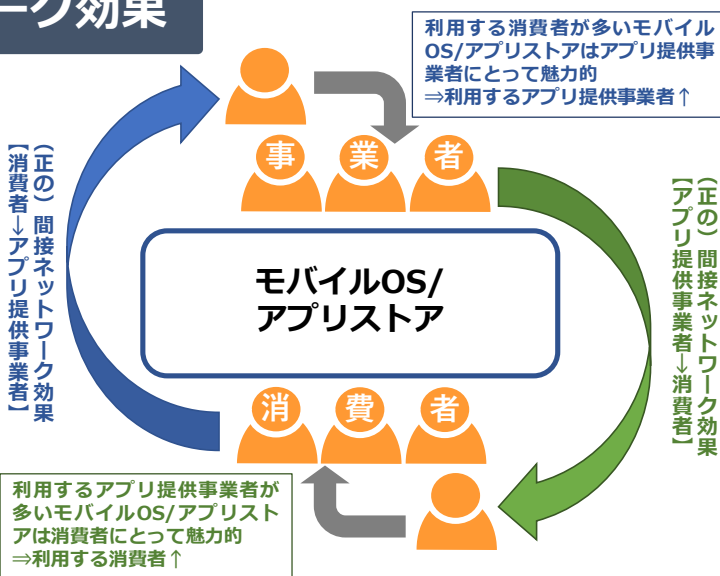 ーク効果
利用する消費者が多いモバイル
OS/アプリストアはアプリ提供事
業者にとって魅力的
⇒利用するアプリ提供事業者↑
事 業 者
(正の)間接ネットワーク効果
【消費者→アプリ提供事業者】
(正の)間接ネットワーク効果
【アプリ提供事業者→消費者】
モバイルOS/
アプリストア
消 費 者
利用するアプリ提供事業者が
多いモバイルOS/アプリスト
アは消費者にとって魅力的
⇒利用する消費者↑